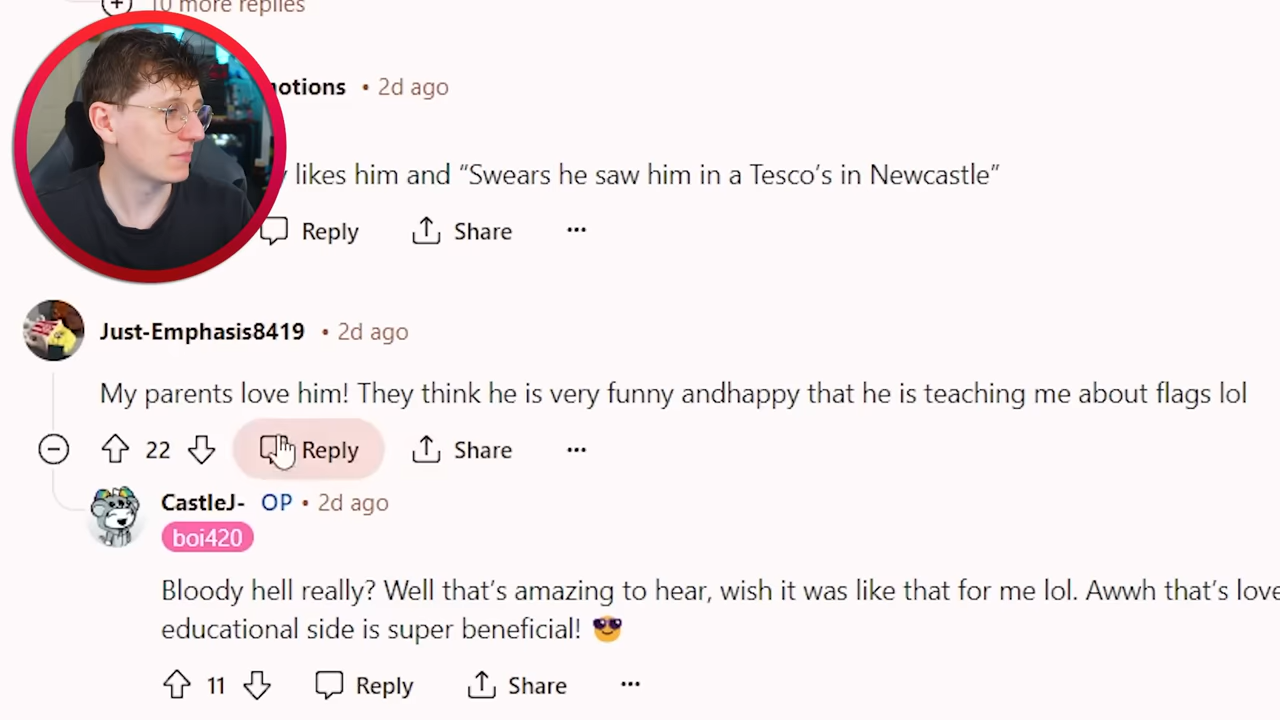 10 more replies
notions • 2d ago
likes him and “Swears he saw him in a Tesco’s in Newcastle”
Reply Share ...
Just-Emphasis8419 • 2d ago
My parents love him! They think he is very funny andhappy that he is teaching me about flags lol
22 Reply Share ...
CastleJ- OP • 2d ago
boi420
Bloody hell really? Well that’s amazing to hear, wish it was like that for me lol. Awwh that’s love
educational side is super beneficial! 😎
11 Reply Share ...